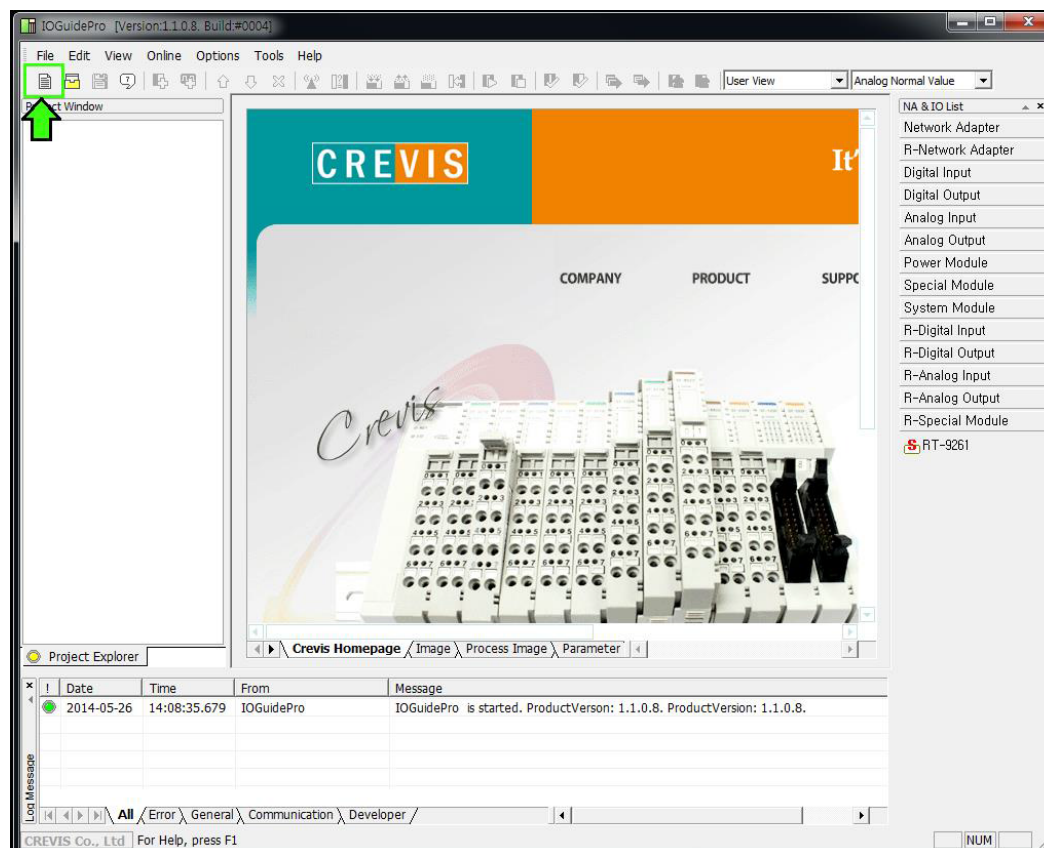 IOGuidePro [Version:1.1.0.8. Build:#0004]
File Edit View Online Options Tools Help
User View Analog Normal Value
Window
NA & IO List
Network Adapter
R-Network Adapter
Digital Input
Digital Output
Analog Input
Analog Output
Power Module
Special Module
System Module
R-Digital Input
R-Digital Output
R-Analog Input
R-Analog Output
R-Special Module
RT-9261
CREVIS
It'
COMPANY PRODUCT SUPPO
Crevis
Crevis Homepage Image Process Image Parameter
Project Explorer
! Date Time From Message
2014-05-26 14:08:35.679 IOGuidePro IOGuidePro is started. ProductVerson: 1.1.0.8. ProductVersion: 1.1.0.8.
Log Message
All Error General Communication Developer
CREVIS Co., Ltd For Help, press F1
NUM